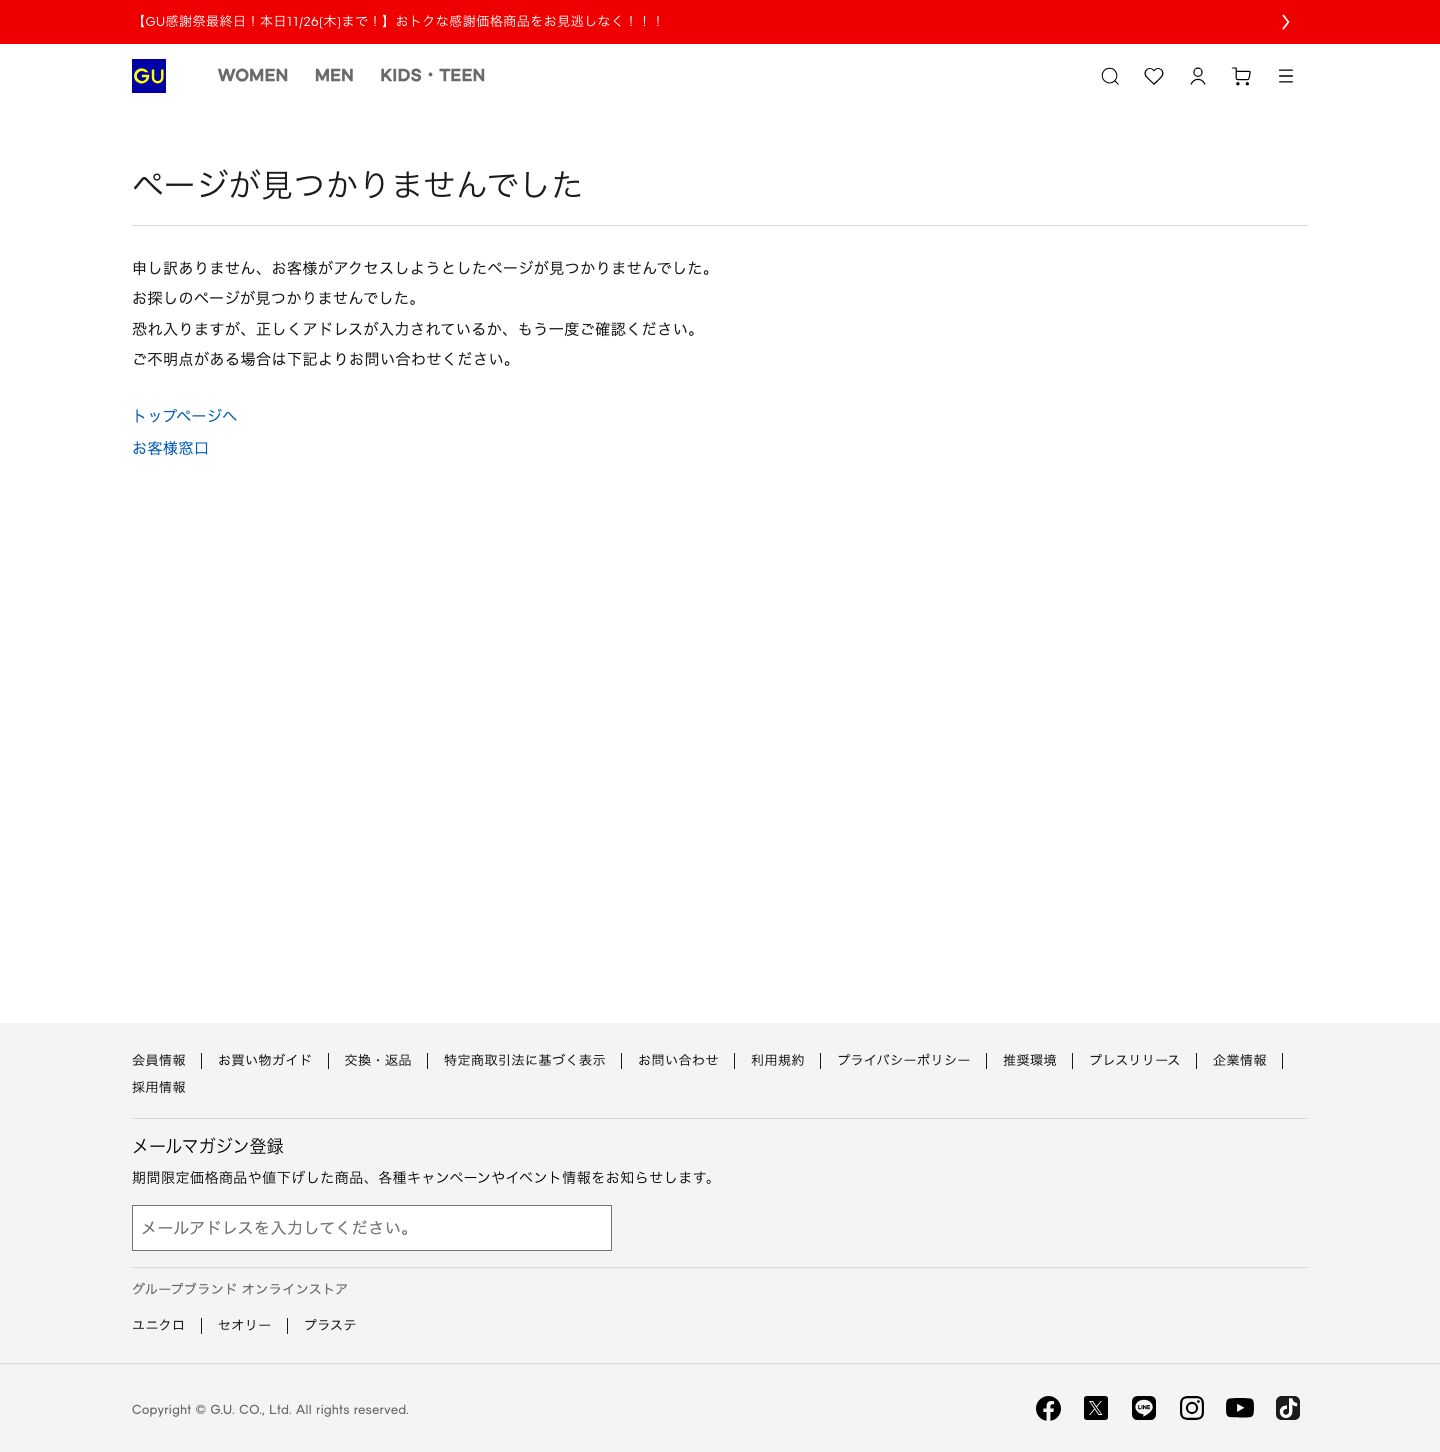 【GU感謝祭最終日！本日11/26(木)まで！】おトクな感謝価格商品をお見逃しなく！！！
GU WOMEN MEN KIDS・TEEN
ページが見つかりませんでした
申し訳ありません、お客様がアクセスしようとしたページが見つかりませんでした。
お探しのページが見つかりませんでした。
恐れ入りますが、正しくアドレスが入力されているか、もう一度ご確認ください。
ご不明点がある場合は下記よりお問い合わせください。
トップページへ
お客様窓口
会員情報 | お買い物ガイド | 交換・返品 | 特定商取引法に基づく表示 | お問い合わせ | 利用規約 | プライバシーポリシー | 推奨環境 | プレスリリース | 企業情報 |
採用情報
メールマガジン登録
期間限定価格商品や値下げした商品、各種キャンペーンやイベント情報をお知らせします。
メールアドレスを入力してください。
グループブランド オンラインストア
ユニクロ | セオリー | プラステ
Copyright © G.U. CO., Ltd. All rights reserved.
LINE